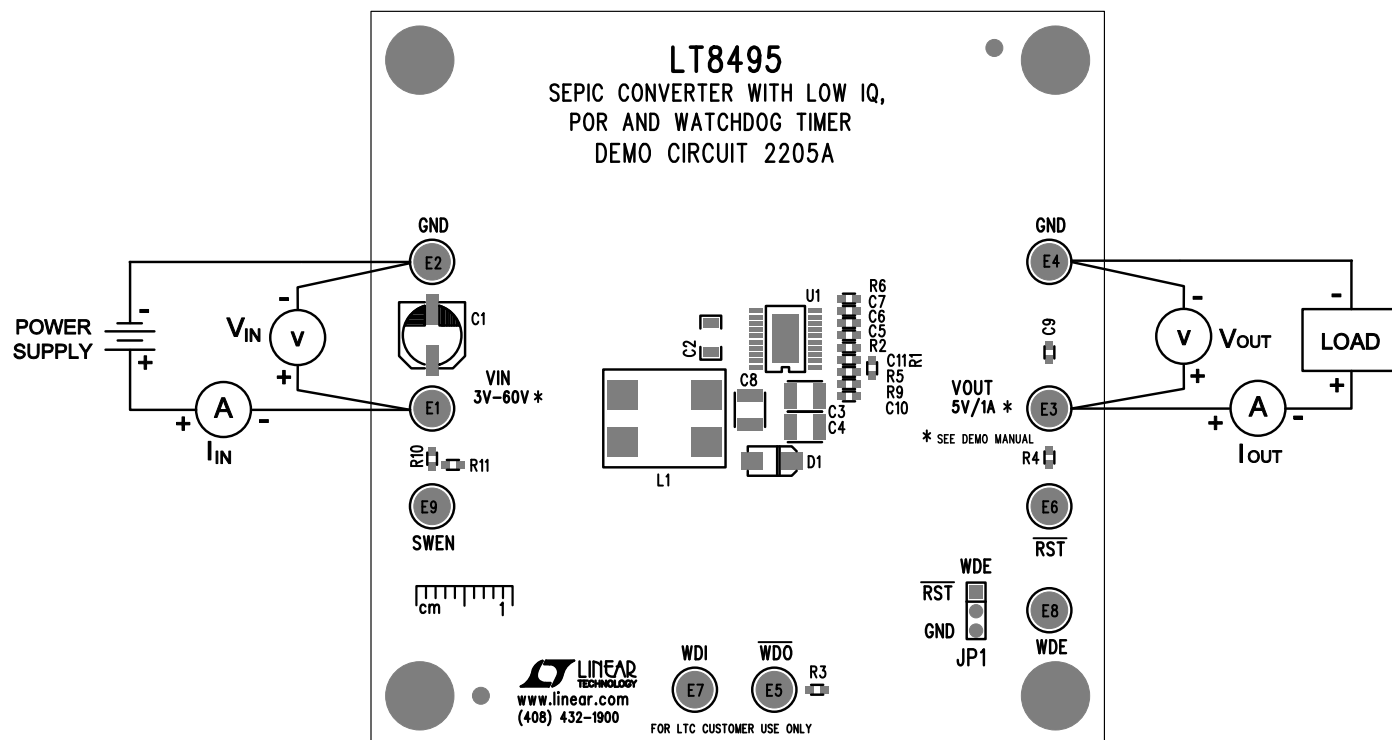 LT8495
SEPIC CONVERTER WITH LOW IQ,
POR AND WATCHDOG TIMER
DEMO CIRCUIT 2205A
GND
E2
GND
E4
-
-
POWER
SUPPLY
+
VIN
-
V
+
C1
VIN
3V-60V *
E1
+
A
-
IIN
R10
R11
E9
SWEN
C2
U1
R6
C7
C6
C5
R2
C11
R1
R5
R9
C10
C8
C3
C4
D1
L1
C9
VOUT
5V/1A *
E3
* SEE DEMO MANUAL
R4
-
V
+
VOUT
-
LOAD
+
+
A
-
IOUT
E6
RST
WDE
RST
GND
JP1
E8
WDE
cm
1
LINEAR
TECHNOLOGY
www.linear.com
(408) 432-1900
WDI
E7
WDO
E5
R3
FOR LTC CUSTOMER USE ONLY